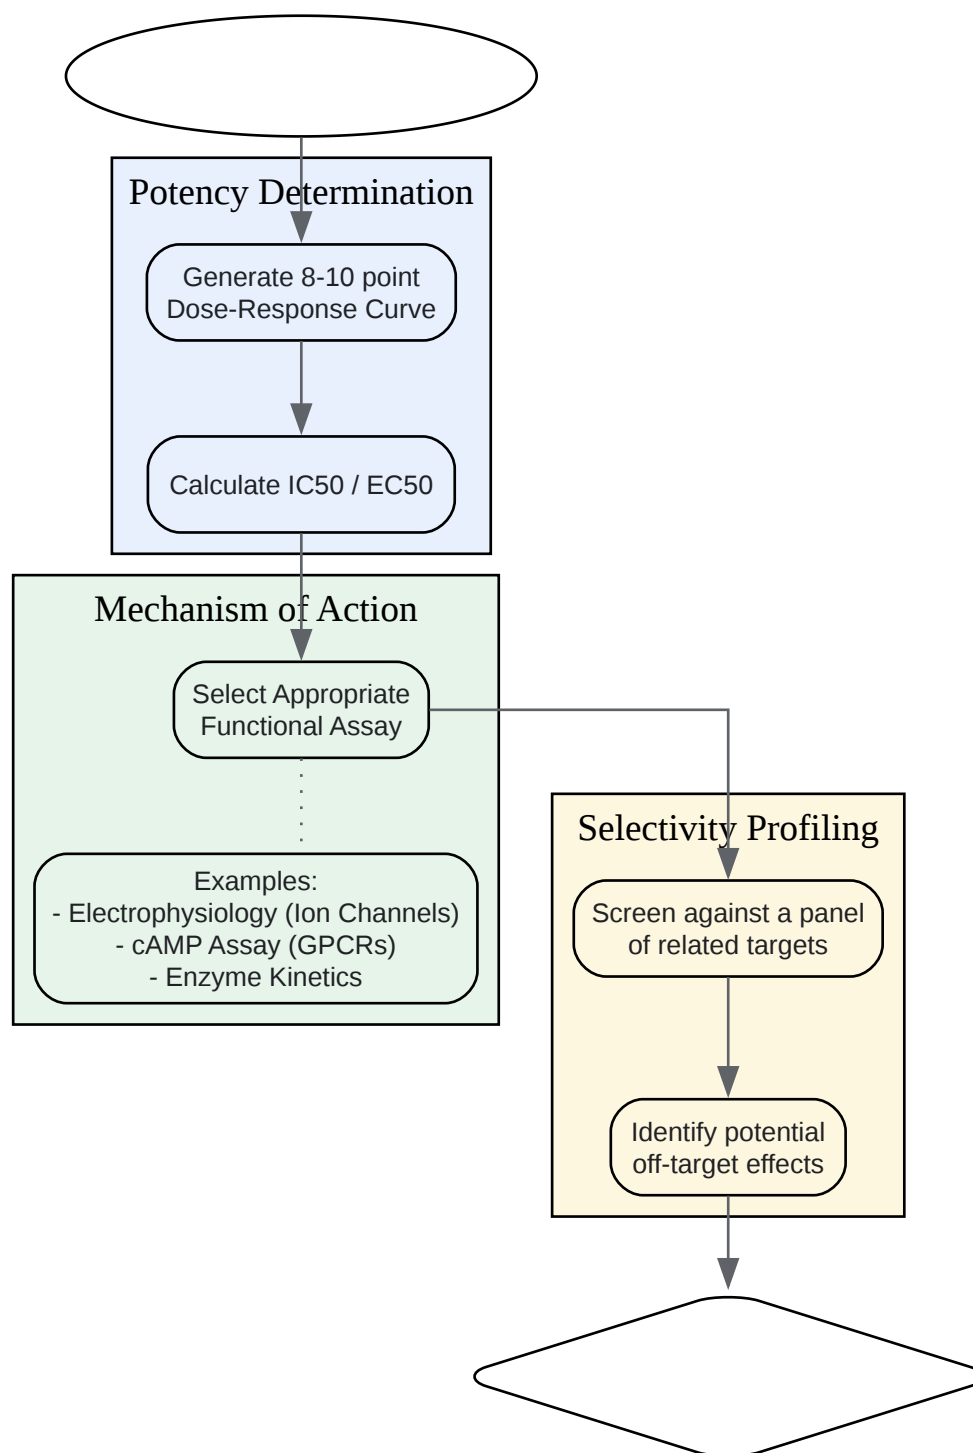 Potency Determination
Generate 8-10 point
Dose-Response Curve
Calculate IC50 / EC50
Mechanism of Action
Select Appropriate
Functional Assay
Examples:
- Electrophysiology (Ion Channels)
- cAMP Assay (GPCRs)
- Enzyme Kinetics
Selectivity Profiling
Screen against a panel
of related targets
Identify potential
off-target effects